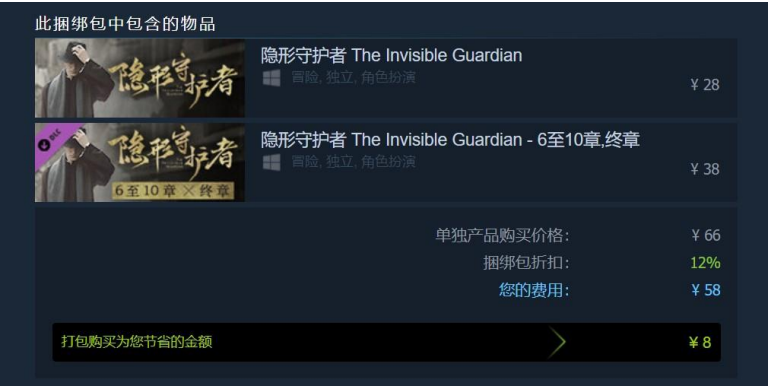 此捆绑包中包含的物品
隐形守护者
隐形守护者 The Invisible Guardian
冒险, 独立, 角色扮演
¥ 28
DLC
隐形守护者
6至10章×终章
隐形守护者 The Invisible Guardian - 6至10章,终章
冒险, 独立, 角色扮演
¥ 38
单独产品购买价格: ¥ 66
捆绑包折扣: 12%
您的费用: ¥ 58
打包购买为您节省的金额 ¥ 8